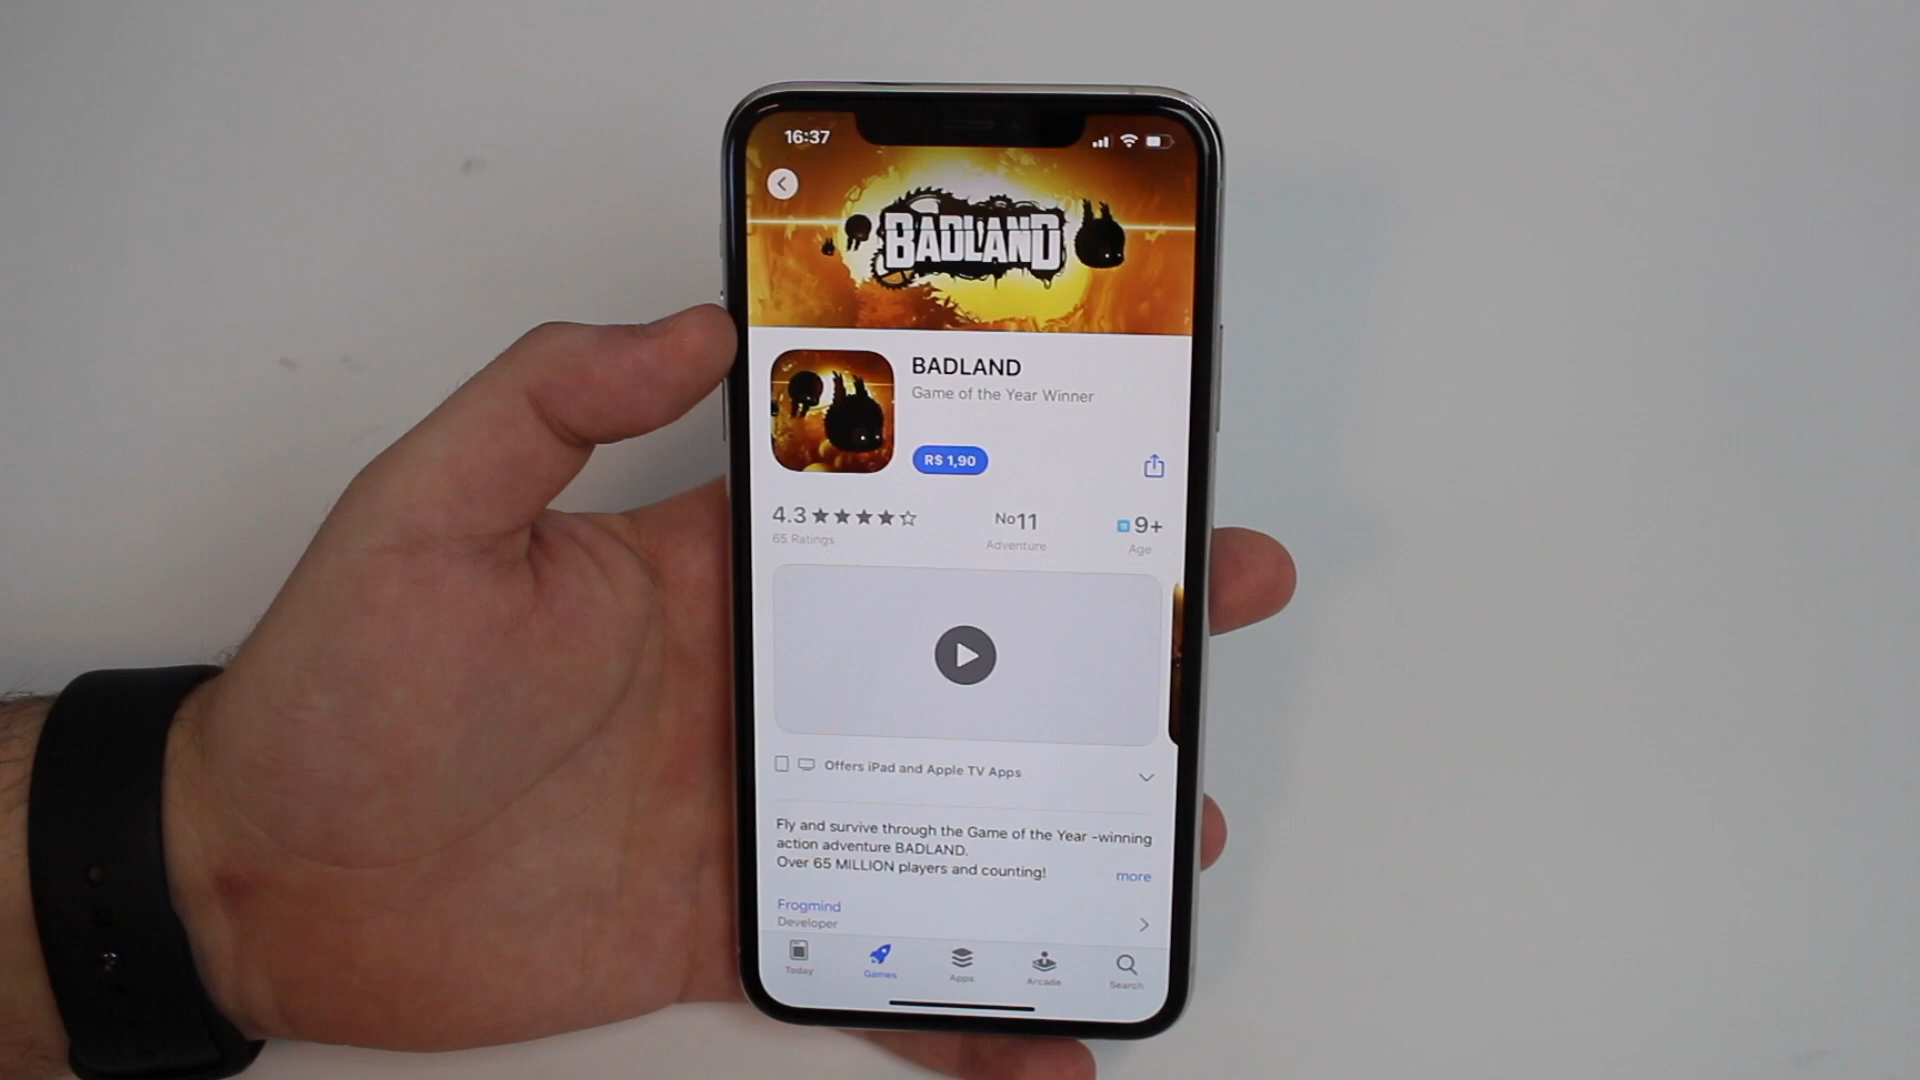 16:37
BADLAND
BADLAND
Game of the Year Winner
R$ 1,90
4.3
No11
9+
65 Ratings
Adventure
Age
Offers iPad and Apple TV Apps
Fly and survive through the Game of the Year -winning
action adventure BADLAND.
Over 65 MILLION players and counting!
more
Frogmind
Developer
Today
Games
Apps
Arcade
Search